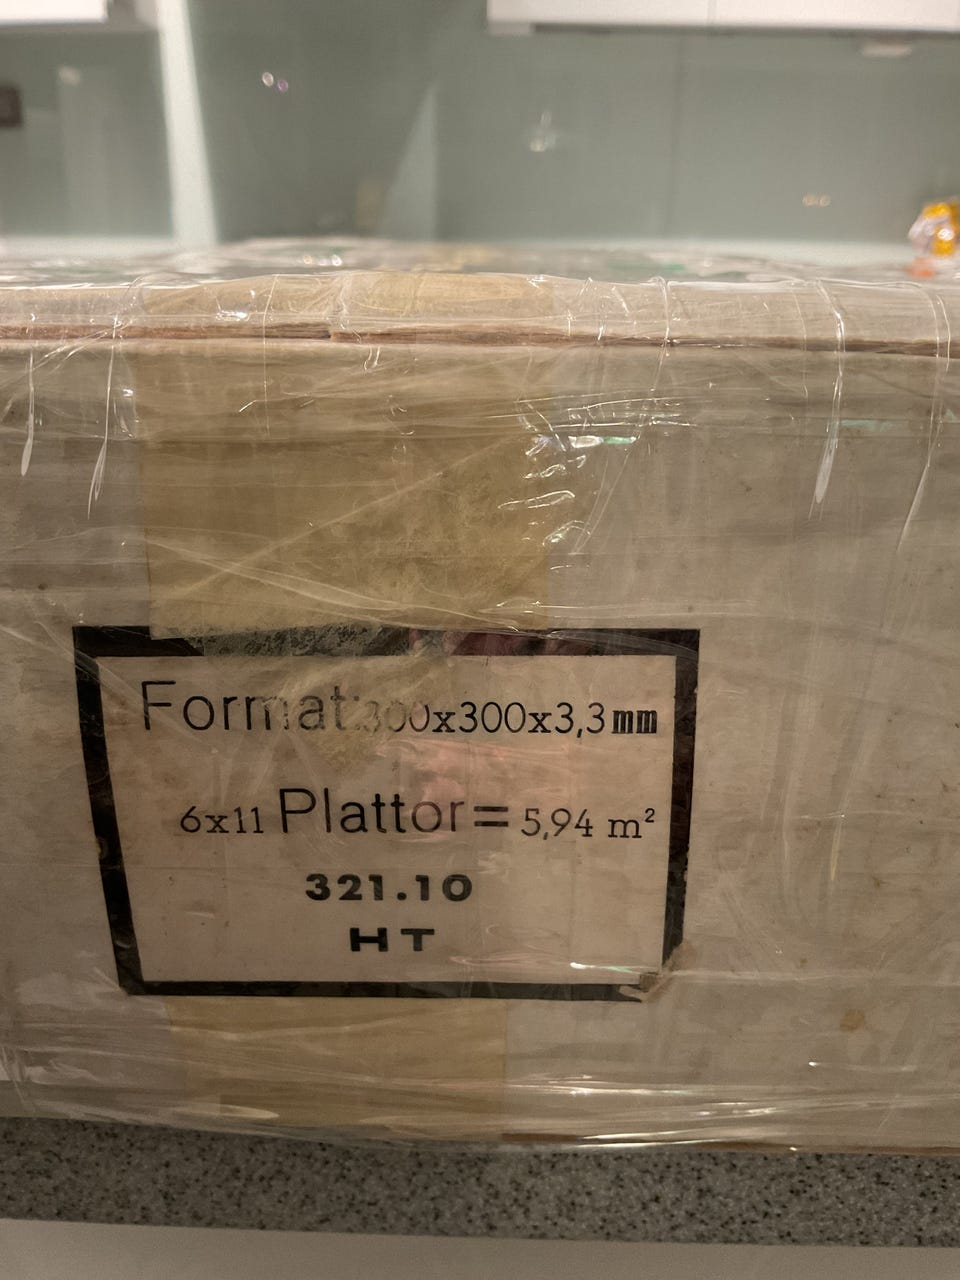 Format: 300x300x3,3 mm
6x11 Plattor = 5,94 m²
321.10
HT